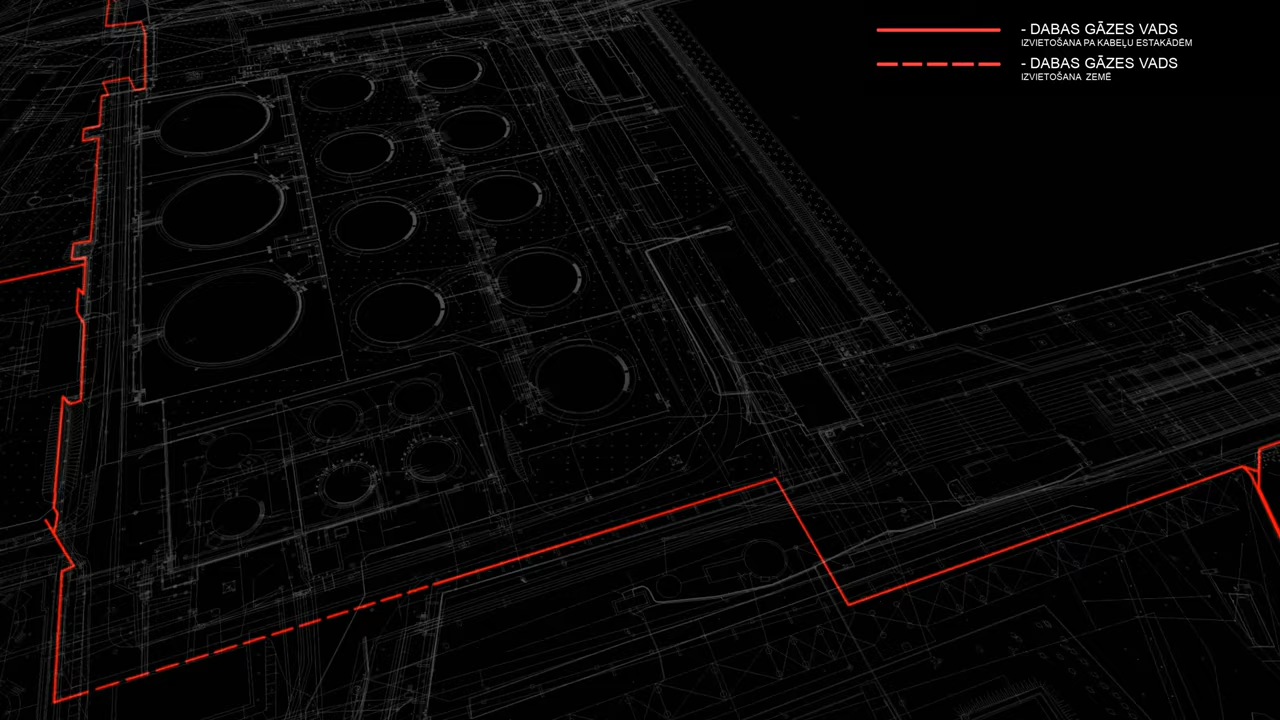 - DABAS GĀZES VADS
IZVIETOŠANA PA KABEĻU ESTAKĀDĒM
- DABAS GĀZES VADS
IZVIETOŠANA ZEMĒ